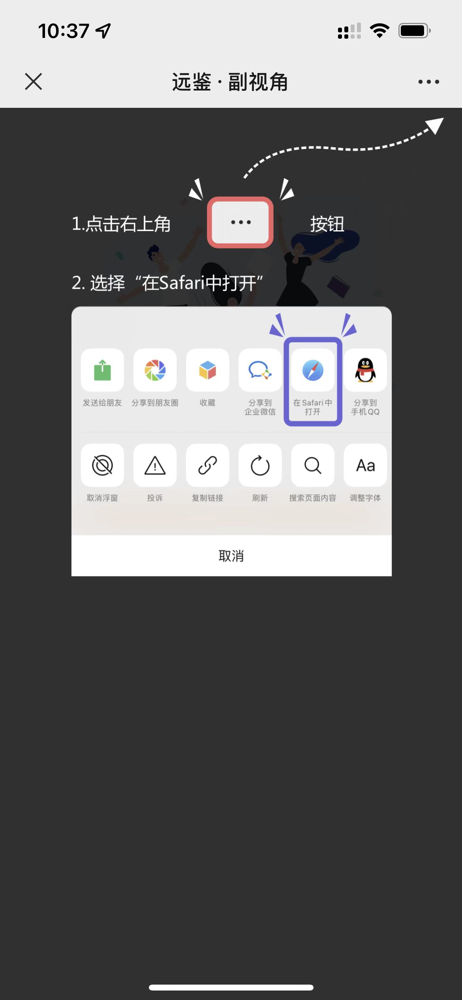 10:37
远鉴 · 副视角
1.点击右上角 ··· 按钮
2. 选择 “在Safari中打开”
发送给朋友
分享到朋友圈
收藏
分享到
企业微信
在Safari中
打开
分享到
手机QQ
取消浮窗
投诉
复制链接
刷新
Aa
搜索页面内容
调整字体
取消